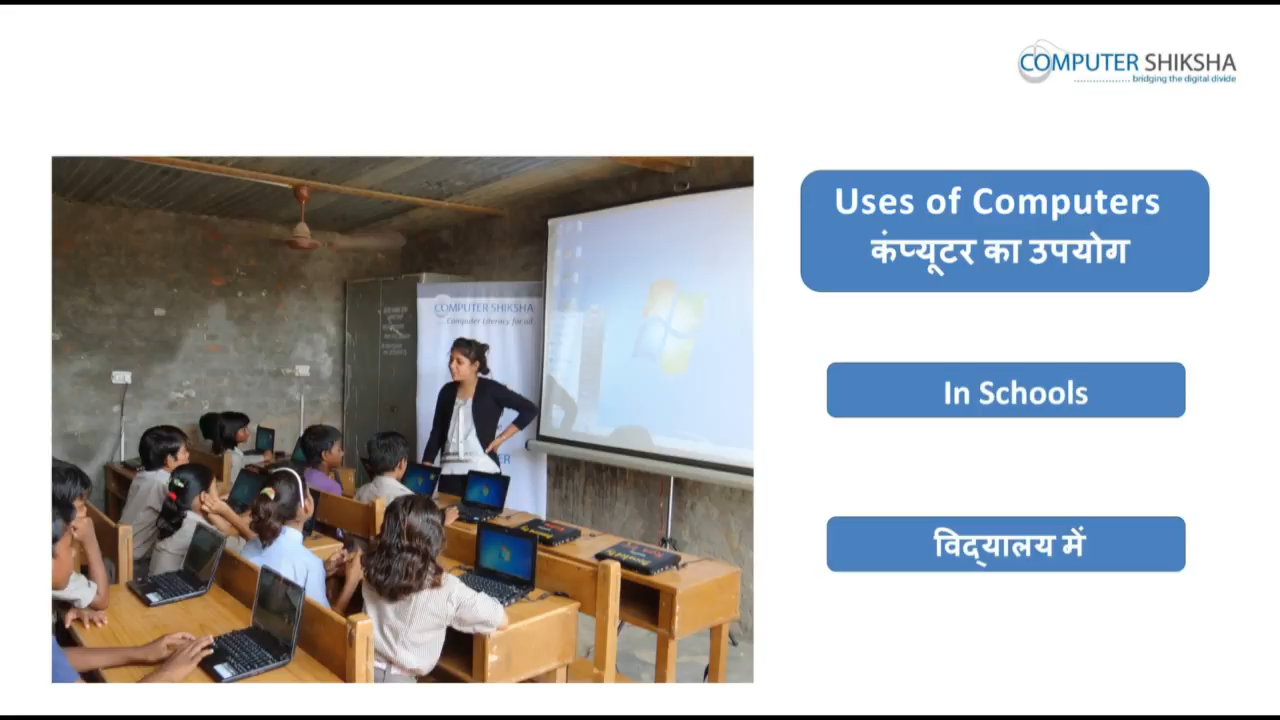 COMPUTER SHIKSHA
bridging the digital divide
Uses of Computers
कंप्यूटर का उपयोग
In Schools
विद्यालय में
COMPUTER SHIKSHA
Computer Literacy for all